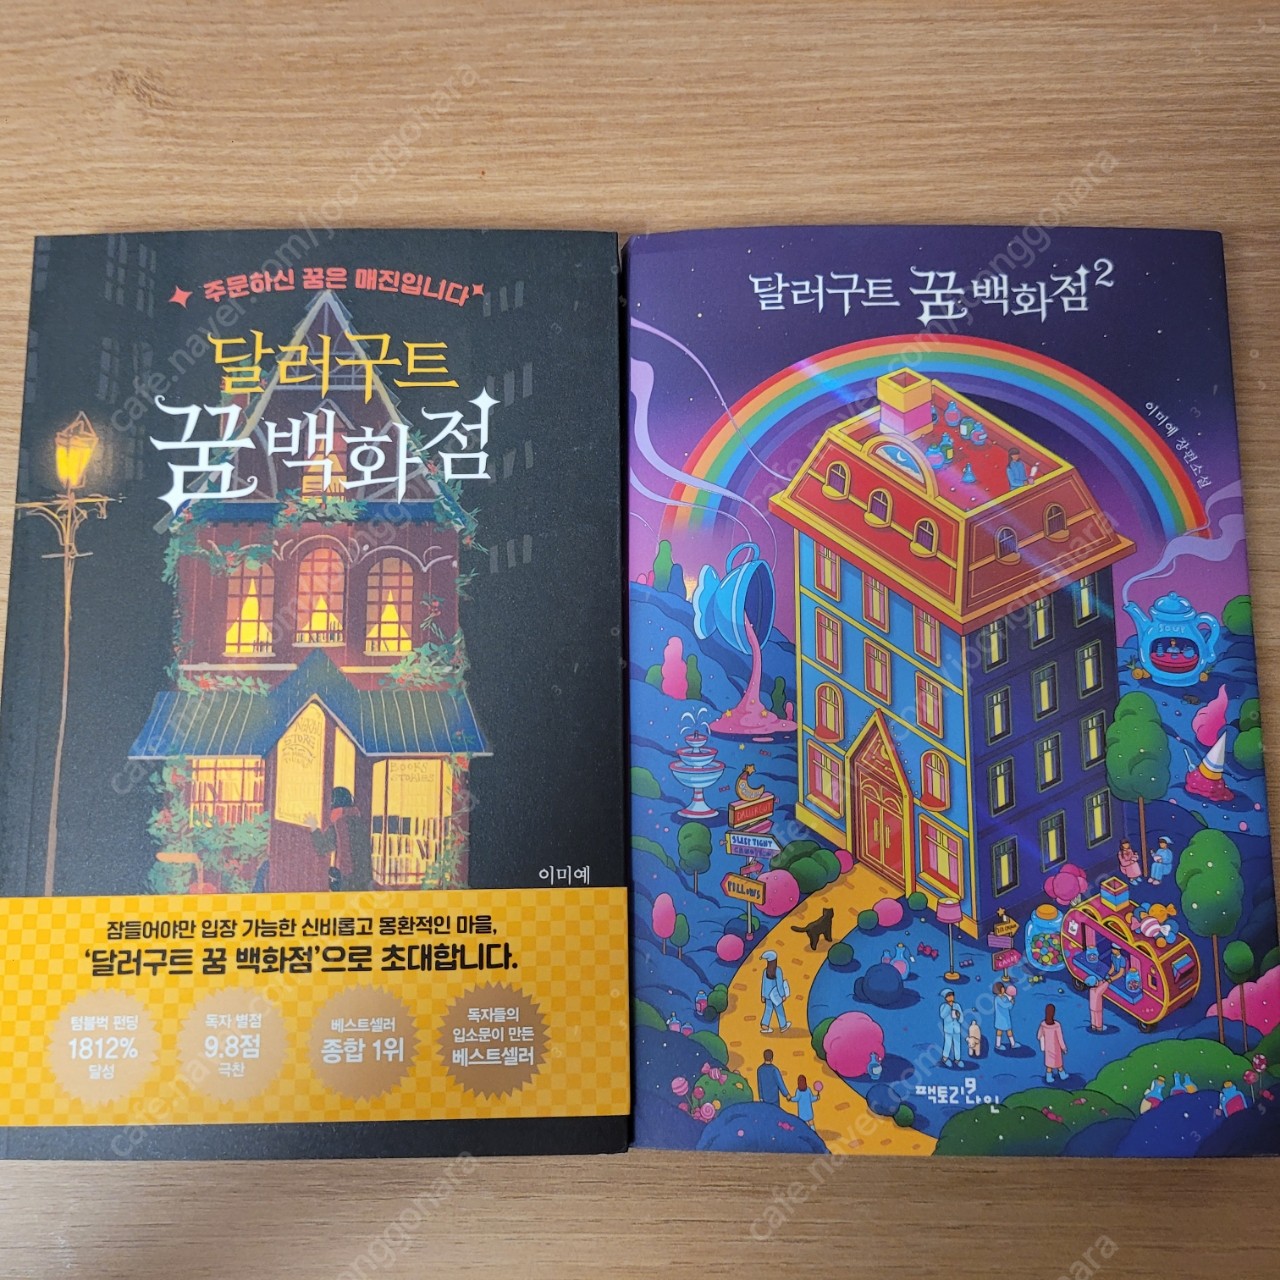 주문하신 꿈은 매진입니다
달러구트
꿈 백화점
이미예
잠들어야만 입장 가능한 신비롭고 몽환적인 마을,
‘달러구트 꿈 백화점’으로 초대합니다.
텀블벅 펀딩
1812%
달성
독자 별점
9.8점
극찬
베스트셀러
종합 1위
독자들의
입소문이 만든
베스트셀러
달러구트 꿈 백화점2
이미예 장편소설
SOUP
PILLOWS
팩토리나인
cafe.naver.com/joonggonara